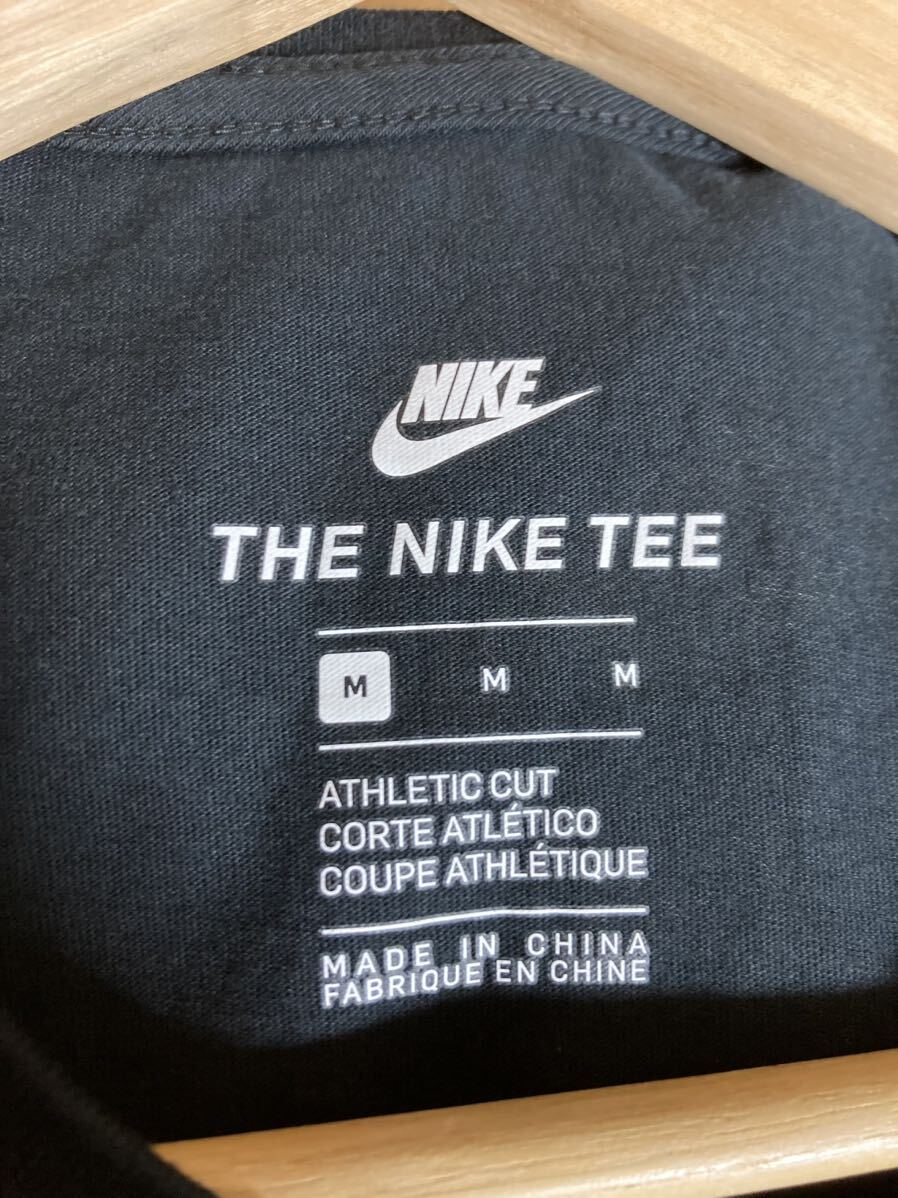 NIKE
THE NIKE TEE
M M M
ATHLETIC CUT
CORTE ATLÉTICO
COUPE ATHLÉTIQUE
MADE IN CHINA
FABRIQUE EN CHINE